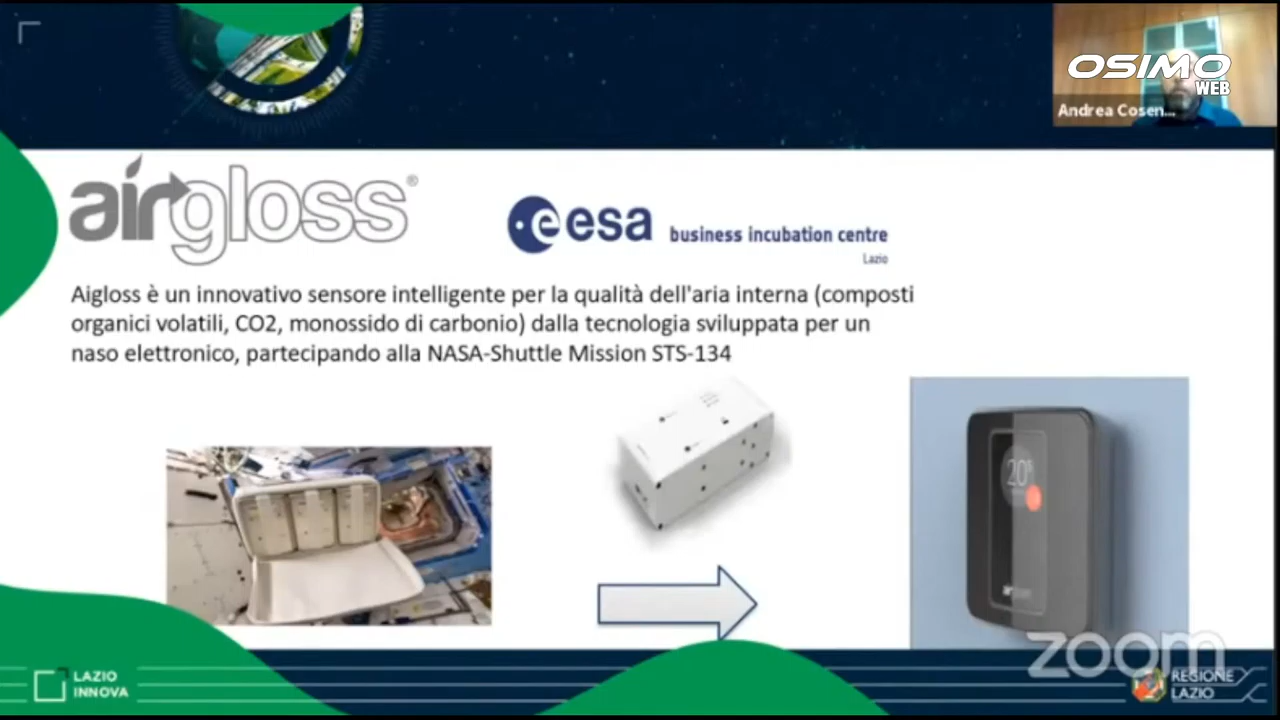 OSIMO
WEB
Andrea Cosen...
airgloss®
esa business incubation centre
Lazio
Aigloss è un innovativo sensore intelligente per la qualità dell'aria interna (composti
organici volatili, CO2, monossido di carbonio) dalla tecnologia sviluppata per un
naso elettronico, partecipando alla NASA-Shuttle Mission STS-134
20°
zoom
LAZIO
INNOVA
REGIONE
LAZIO